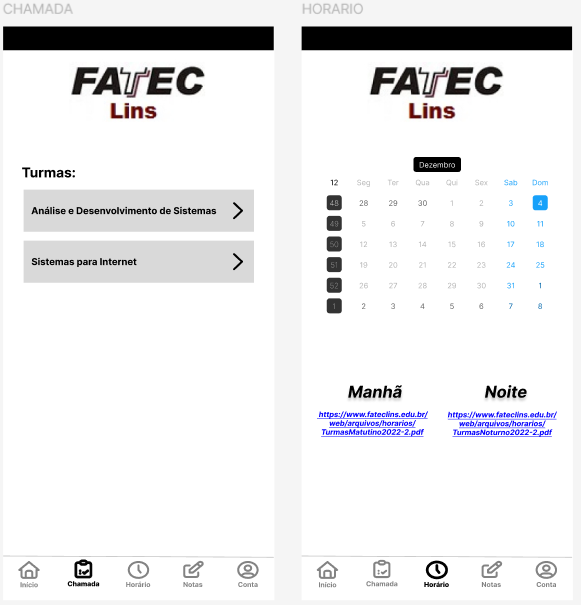 CHAMADA
FATEC
Lins
Turmas:
Análise e Desenvolvimento de Sistemas
Sistemas para Internet
Início Chamada Horário Notas Conta
HORARIO
FATEC
Lins
Dezembro
12 Seg Ter Qua Qui Sex Sab Dom
48 28 29 30 1 2 3 4
49 5 6 7 8 9 10 11
50 12 13 14 15 16 17 18
51 19 20 21 22 23 24 25
52 26 27 28 29 30 31 1
1 2 3 4 5 6 7 8
Manhã
https://www.fateclins.edu.br/
web/arquivos/horarios/
TurmasMatutino2022-2.pdf
Noite
https://www.fateclins.edu.br/
web/arquivos/horarios/
TurmasNoturno2022-2.pdf
Início Chamada Horário Notas Conta